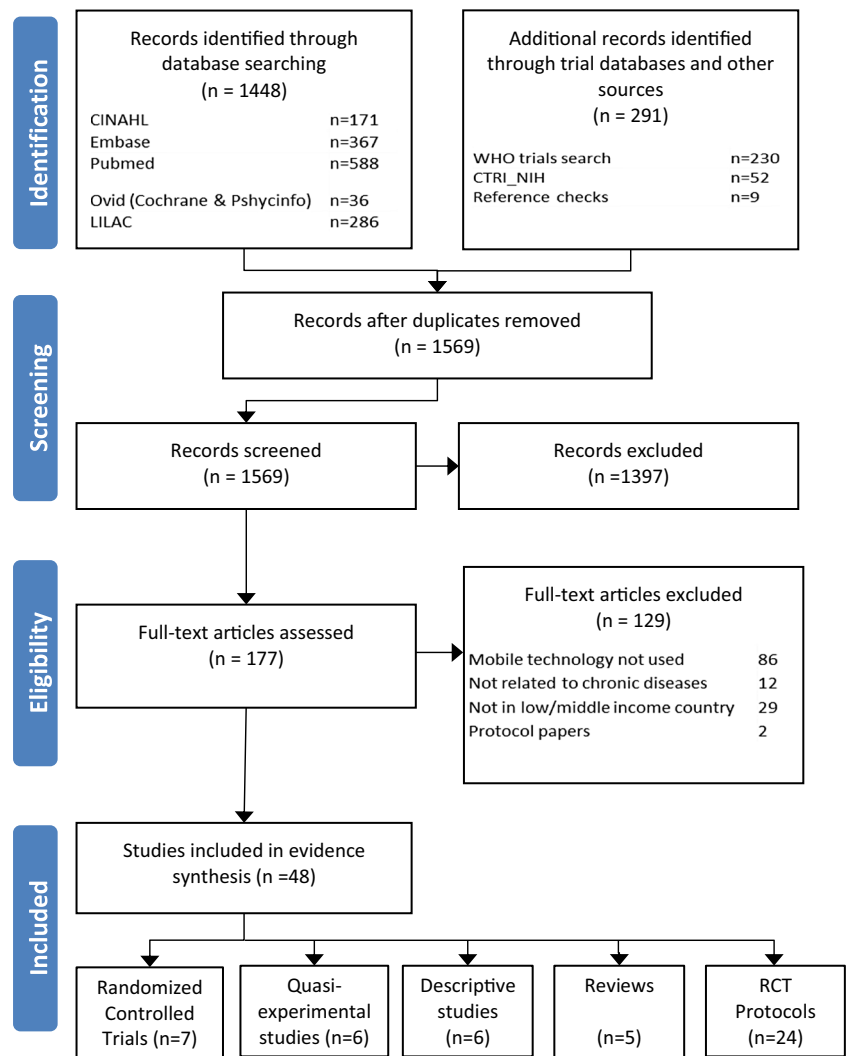 Identification
Records identified through
database searching
(n = 1448)
CINAHL n=171
Embase n=367
Pubmed n=588
Ovid (Cochrane & Pshycinfo) n=36
LILAC n=286
Additional records identified
through trial databases and other
sources
(n = 291)
WHO trials search n=230
CTRI_NIH n=52
Reference checks n=9
Screening
Records after duplicates removed
(n = 1569)
Records screened
(n = 1569)
Records excluded
(n =1397)
Eligibility
Full-text articles assessed
(n = 177)
Full-text articles excluded
(n = 129)
Mobile technology not used 86
Not related to chronic diseases 12
Not in low/middle income country 29
Protocol papers 2
Included
Studies included in evidence
synthesis (n =48)
Randomized
Controlled
Trials (n=7)
Quasi-
experimental
studies (n=6)
Descriptive
studies
(n=6)
Reviews
(n=5)
RCT
Protocols
(n=24)